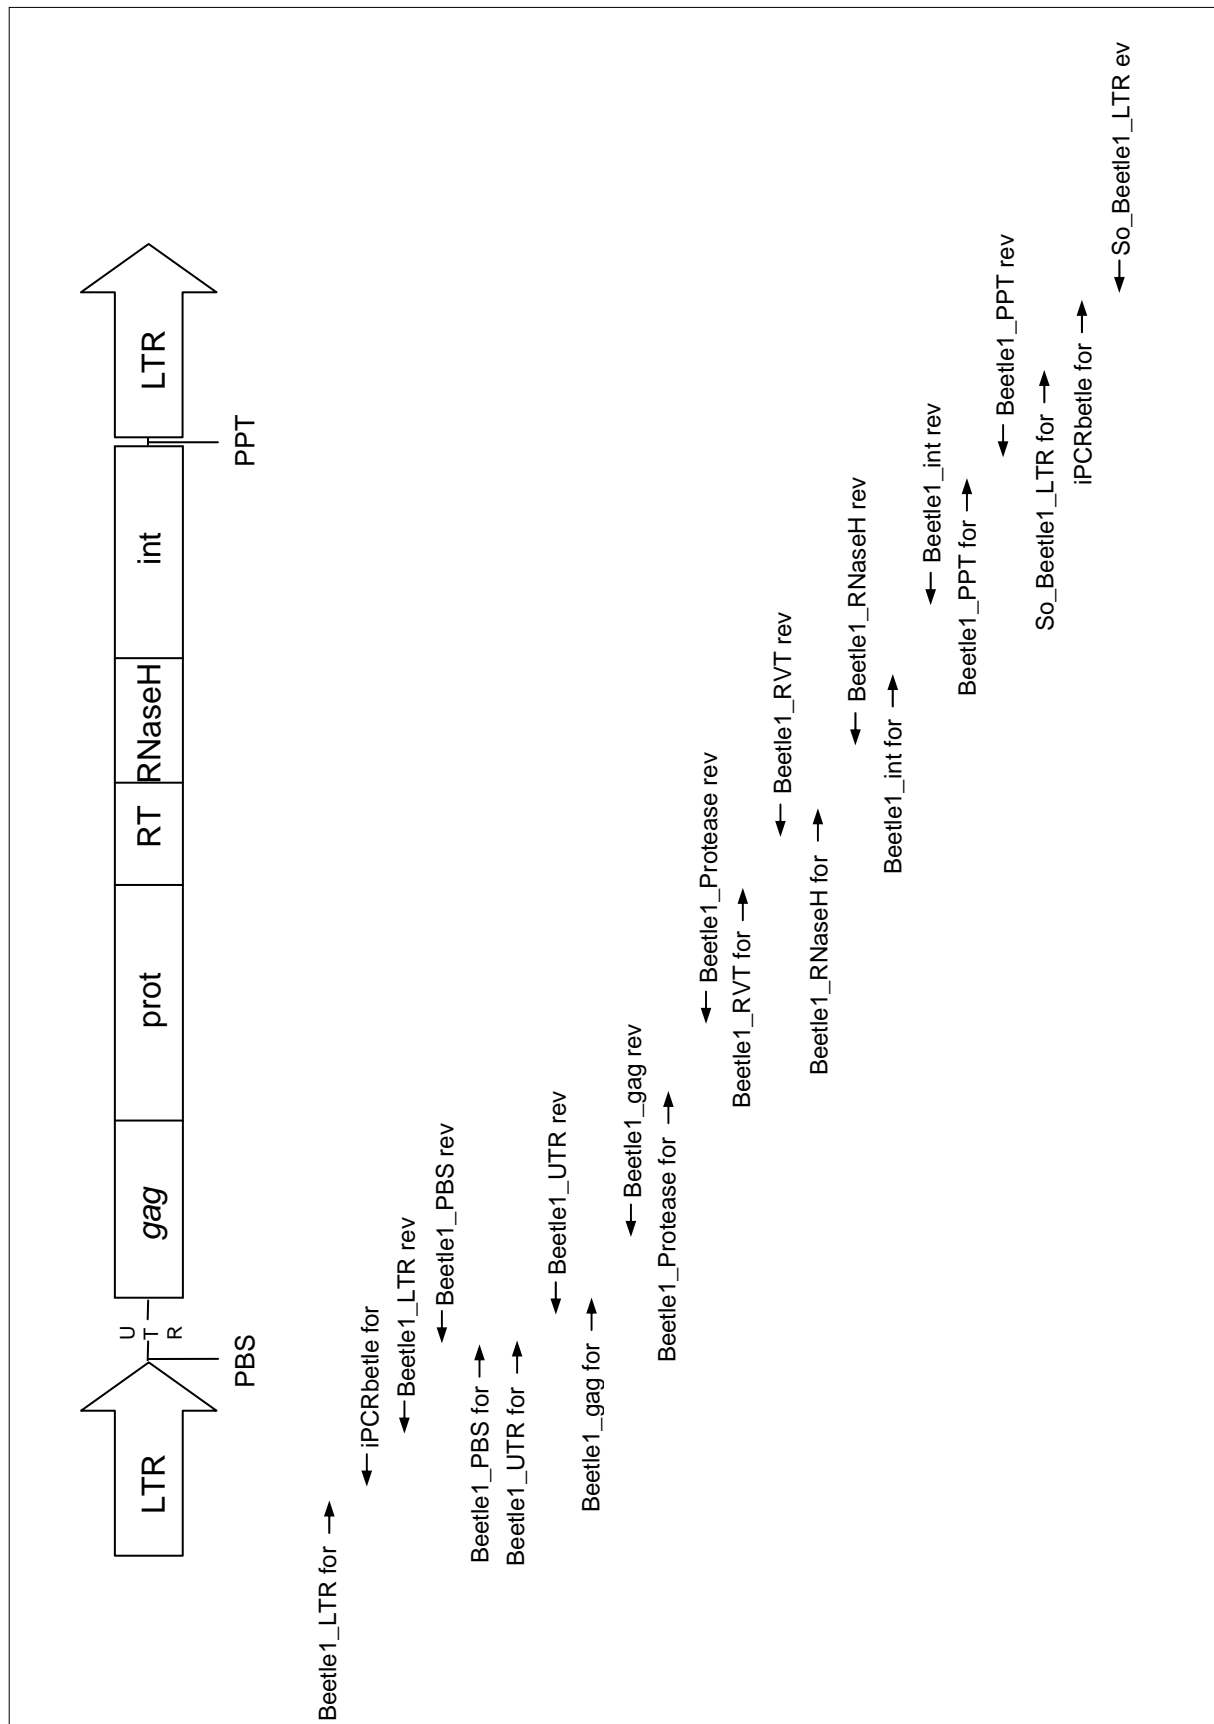 LTR
PBS
U
T
R
gag
prot
RT
RNaseH
int
PPT
LTR
Beetle1_LTR for
iPCRbetle for
Beetle1_LTR rev
Beetle1_PBS rev
Beetle1_PBS for
Beetle1_UTR for
Beetle1_UTR rev
Beetle1_gag for
Beetle1_gag rev
Beetle1_Protease for
Beetle1_Protease rev
Beetle1_RVT for
Beetle1_RVT rev
Beetle1_RNaseH for
Beetle1_RNaseH rev
Beetle1_int for
Beetle1_int rev
Beetle1_PPT for
Beetle1_PPT rev
So_Beetle1_LTR for
iPCRbetle for
So_Beetle1_LTR ev